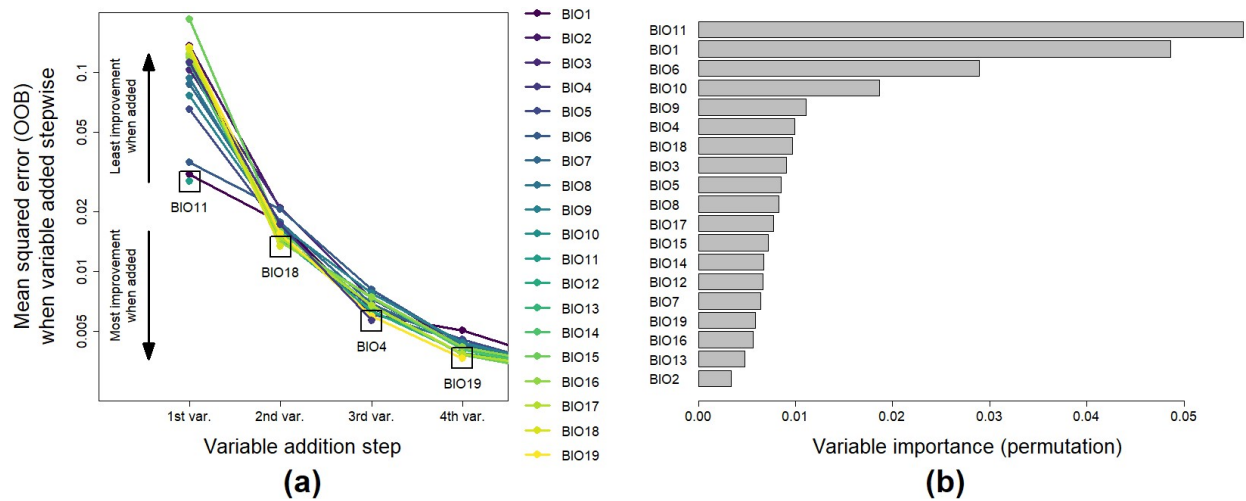 Mean squared error (OOB)
when variable added stepwise
0.1
0.05
0.02
0.01
0.005
Least improvement
when added
Most improvement
when added
BIO11
BIO18
BIO4
BIO19
1st var.
2nd var.
3rd var.
4th var.
Variable addition step
(a)
BIO1
BIO2
BIO3
BIO4
BIO5
BIO6
BIO7
BIO8
BIO9
BIO10
BIO11
BIO12
BIO13
BIO14
BIO15
BIO16
BIO17
BIO18
BIO19
BIO11
BIO1
BIO6
BIO10
BIO9
BIO4
BIO18
BIO3
BIO5
BIO8
BIO17
BIO15
BIO14
BIO12
BIO7
BIO19
BIO16
BIO13
BIO2
0.00
0.01
0.02
0.03
0.04
0.05
Variable importance (permutation)
(b)